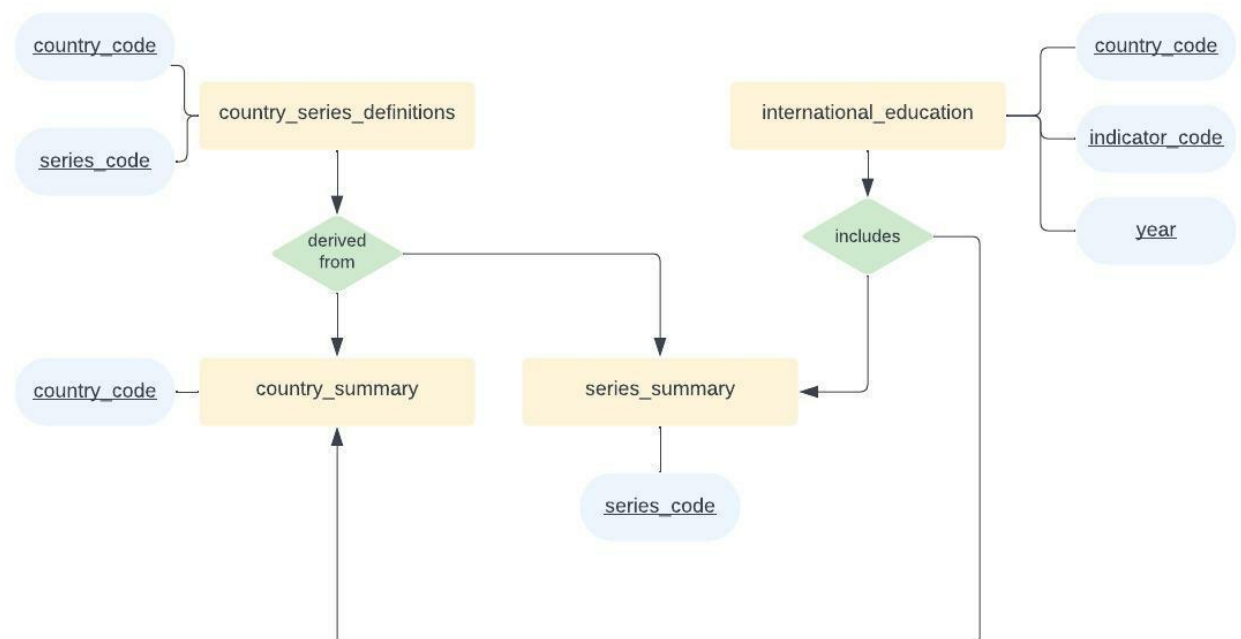 country_code
country_code
country_series_definitions
international_education
indicator_code
series_code
year
derived
from
includes
country_code
country_summary
series_summary
series_code